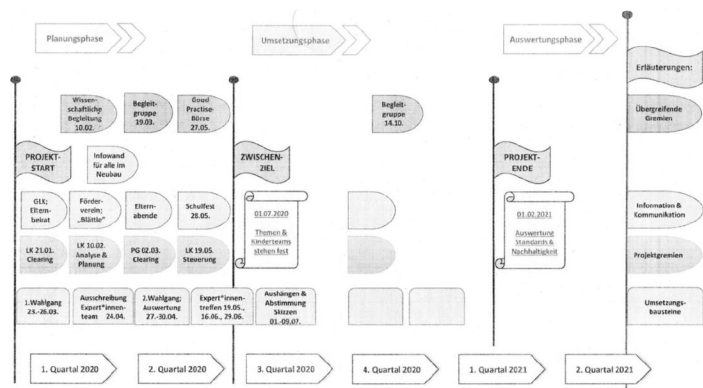 Planungsphase
Umsetzungsphase
Auswertungsphase
Erläuterungen:
Wissen-
schaftliche
Begleitung
10.02.
Begleit-
gruppe
19.03.
Good
Practise-
Börse
27.05.
Begleit-
gruppe
14.10.
Übergreifende
Gremien
PROJEKT-
START
Infowand
für alle im
Neubau
ZWISCHEN-
ZIEL
PROJEKT-
ENDE
GLK;
Eltern-
beirat
Förder-
verein;
„Blättle"
Eltern-
abende
Schulfest
28.05.
01.07.2020
Themen &
Kinderteams
stehen fest
03.02.2021
Auswertung
Standards &
Nachhaltigkeit
Information &
Kommunikation
LK 21.01.
Clearing
LK 10.02.
Analyse &
Planung
PG 02.03.
Clearing
LK 19.05.
Steuerung
Projektgremien
1.Wahlgang
23.-26.03.
Ausschreibung
Expert*innen-
team 24.04.
2.Wahlgang;
Auswertung
27.-30.04.
Expert*innen-
treffen 19.05.,
16.06., 29.06.
Aushängen &
Abstimmung
Skizzen
01.-09.07.
Umsetzungs-
bausteine
1. Quartal 2020
2. Quartal 2020
3. Quartal 2020
4. Quartal 2020
1. Quartal 2021
2. Quartal 2021